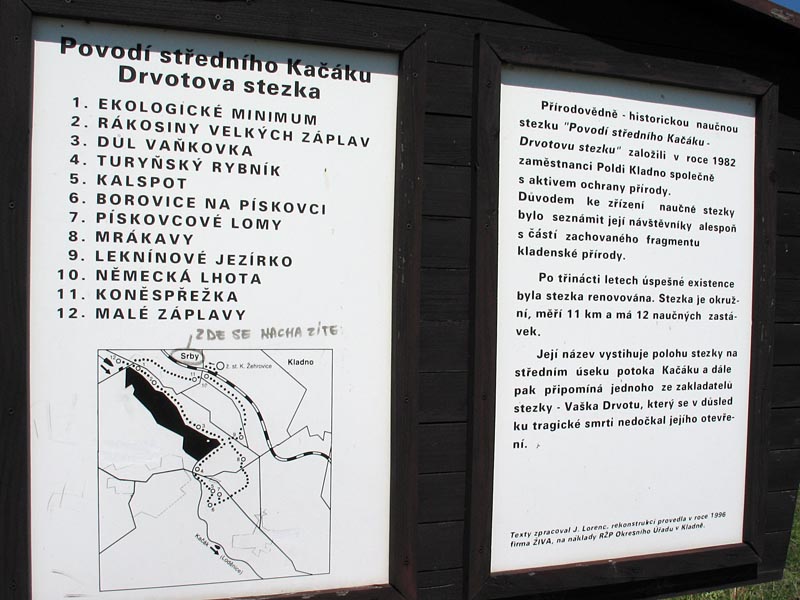 Povodí středního Kačáku
Drvotova stezka
1. EKOLOGICKÉ MINIMUM
2. RÁKOSINY VELKÝCH ZÁPLAV
3. DŮL VAŇKOVKA
4. TURYŇSKÝ RYBNÍK
5. KALSPOT
6. BOROVICE NA PÍSKOVCI
7. PÍSKOVCOVÉ LOMY
8. MRÁKAVY
9. LEKNÍNOVÉ JEZÍRKO
10. NĚMECKÁ LHOTA
11. KONĚSPŘEŽKA
12. MALÉ ZÁPLAVY
ZDE SE NACHAZÍTE
Srby
ž. st. K. Žehrovice
Kladno
Kačák
(Loděnice)
Přírodovědně - historickou naučnou
stezku "Povodí středního Kačáku -
Drvotovu stezku" založili v roce 1982
zaměstnanci Poldi Kladno společně
s aktivem ochrany přírody.
Důvodem ke zřízení naučné stezky
bylo seznámit její návštěvníky alespoň
s částí zachovaného fragmentu
kladenské přírody.
Po třinácti letech úspešné existence
byla stezka renovována. Stezka je okruž-
ní, měří 11 km a má 12 naučných zastá-
vek.
Její název vystihuje polohu stezky na
středním úseku potoka Kačáku a dále
pak připomíná jednoho ze zakladatelů
stezky - Vaška Drvotu, který se v důsled
ku tragické smrti nedočkal jejího otevře-
ní.
Texty zpracoval J. Lorenc, rekonstrukci provedla v roce 1996
firma ŽIVA, na náklady RŽP Okresního Úřadu v Kladně.